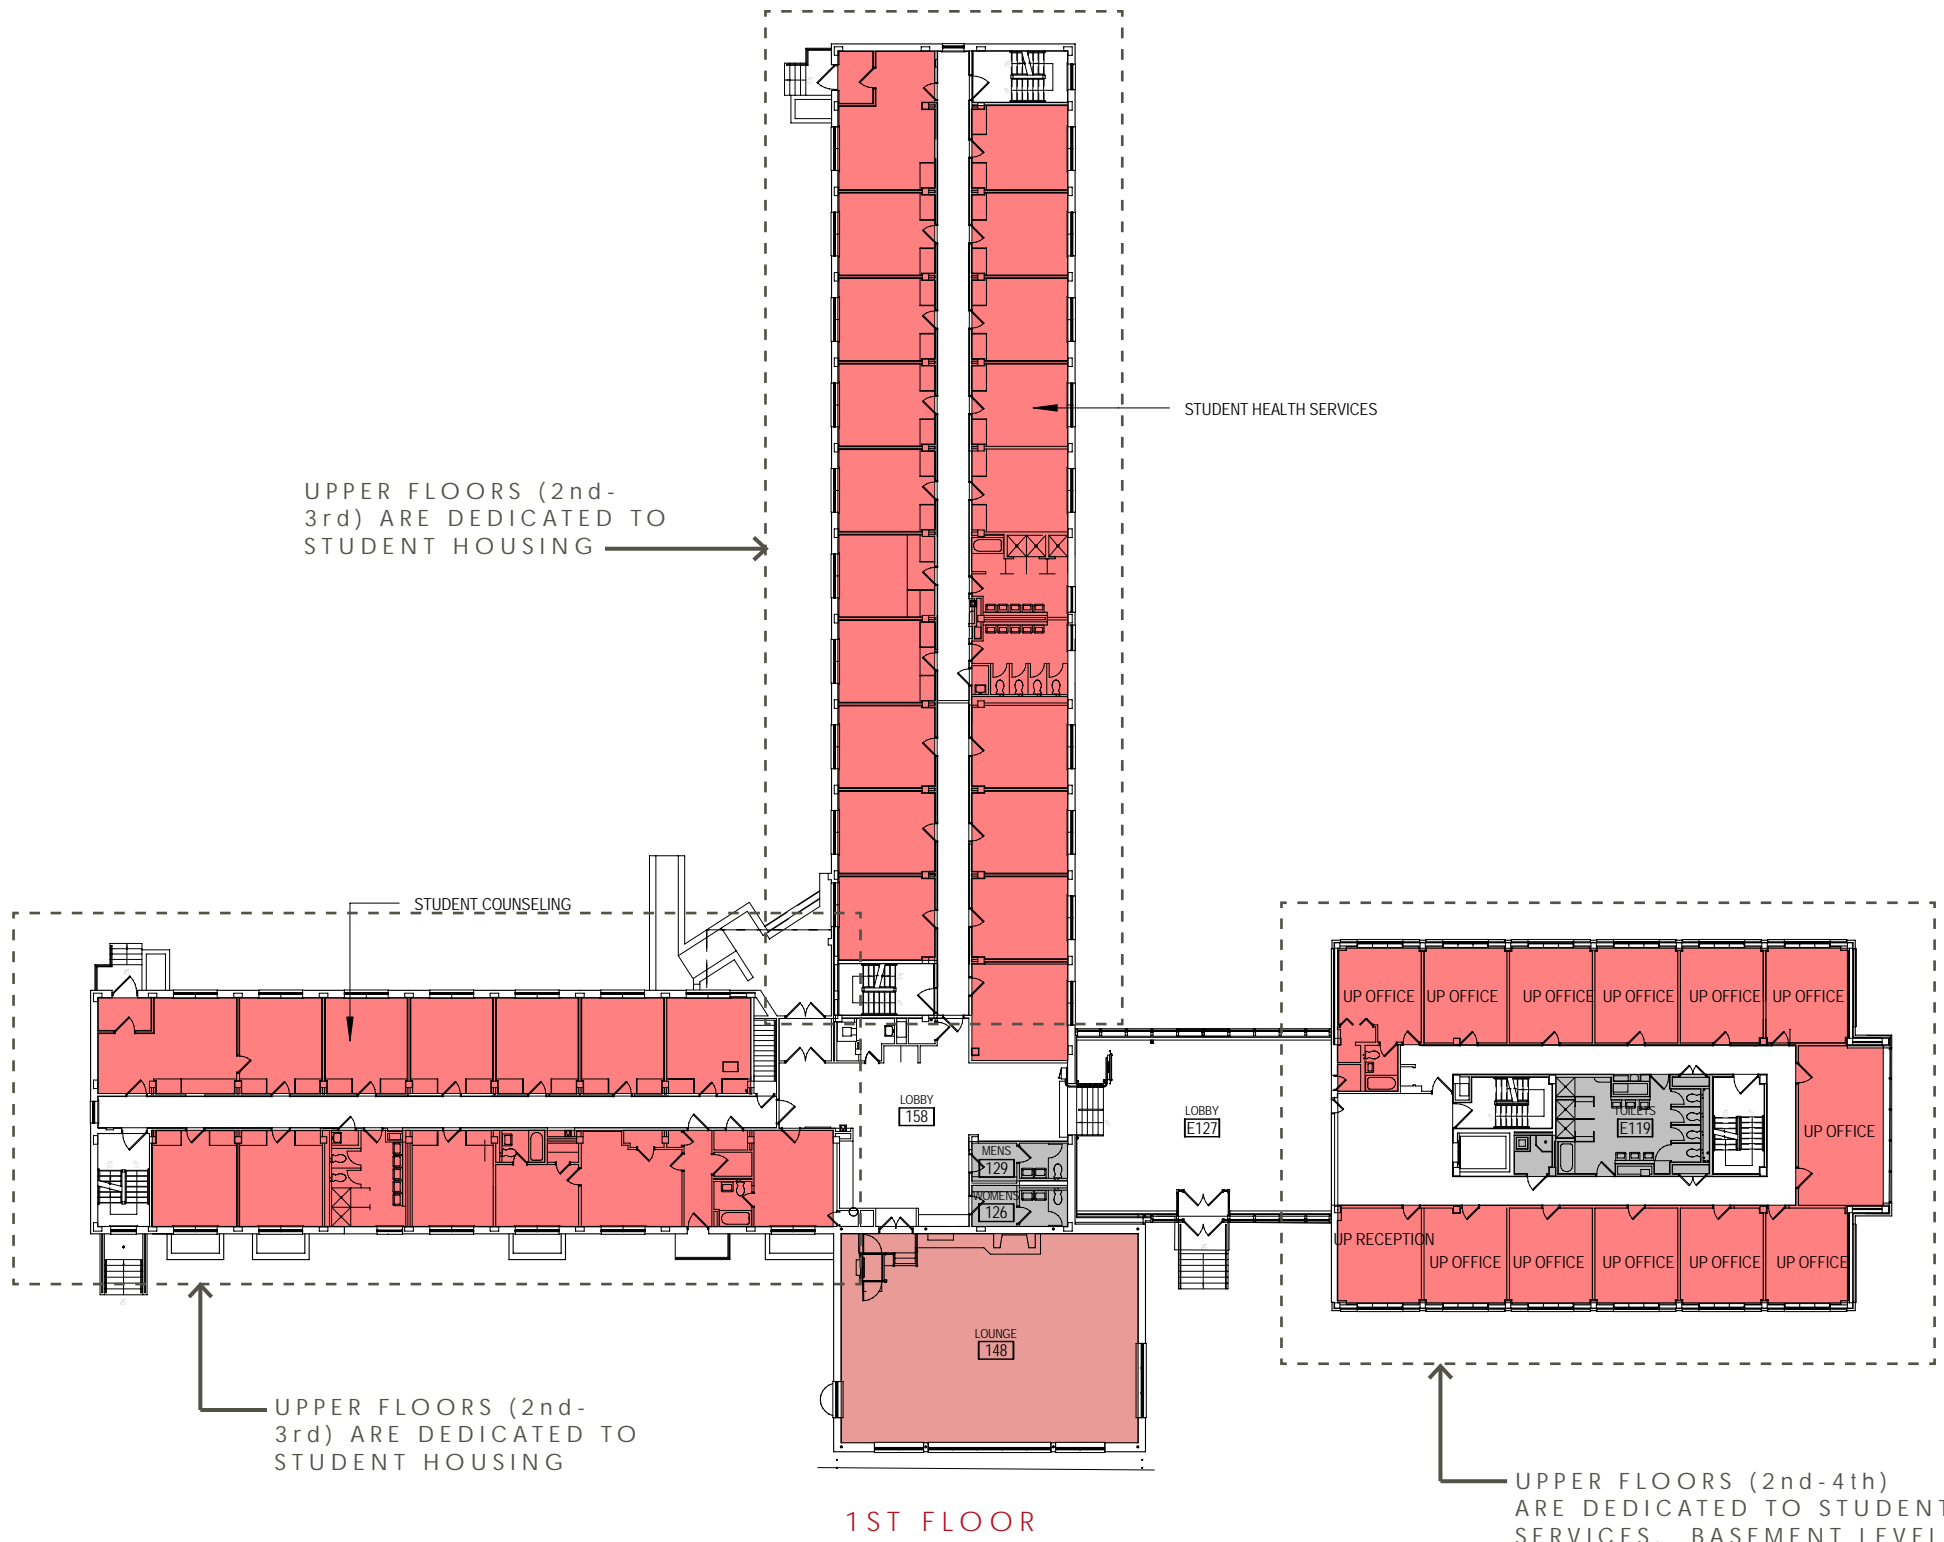 UPPER FLOORS (2nd-
3rd) ARE DEDICATED TO
STUDENT HOUSING
STUDENT HEALTH SERVICES
STUDENT COUNSELING
UP OFFICE
UP OFFICE
UP OFFICE
UP OFFICE
UP OFFICE
UP OFFICE
LOBBY
158
LOBBY
E127
TOILETS
E119
UP OFFICE
MENS
129
WOMENS
126
UP RECEPTION
UP OFFICE
UP OFFICE
UP OFFICE
UP OFFICE
UP OFFICE
LOUNGE
148
UPPER FLOORS (2nd-
3rd) ARE DEDICATED TO
STUDENT HOUSING
UPPER FLOORS (2nd-4th)
ARE DEDICATED TO STUDENT
SERVICES. BASEMENT LEVEL
1ST FLOOR